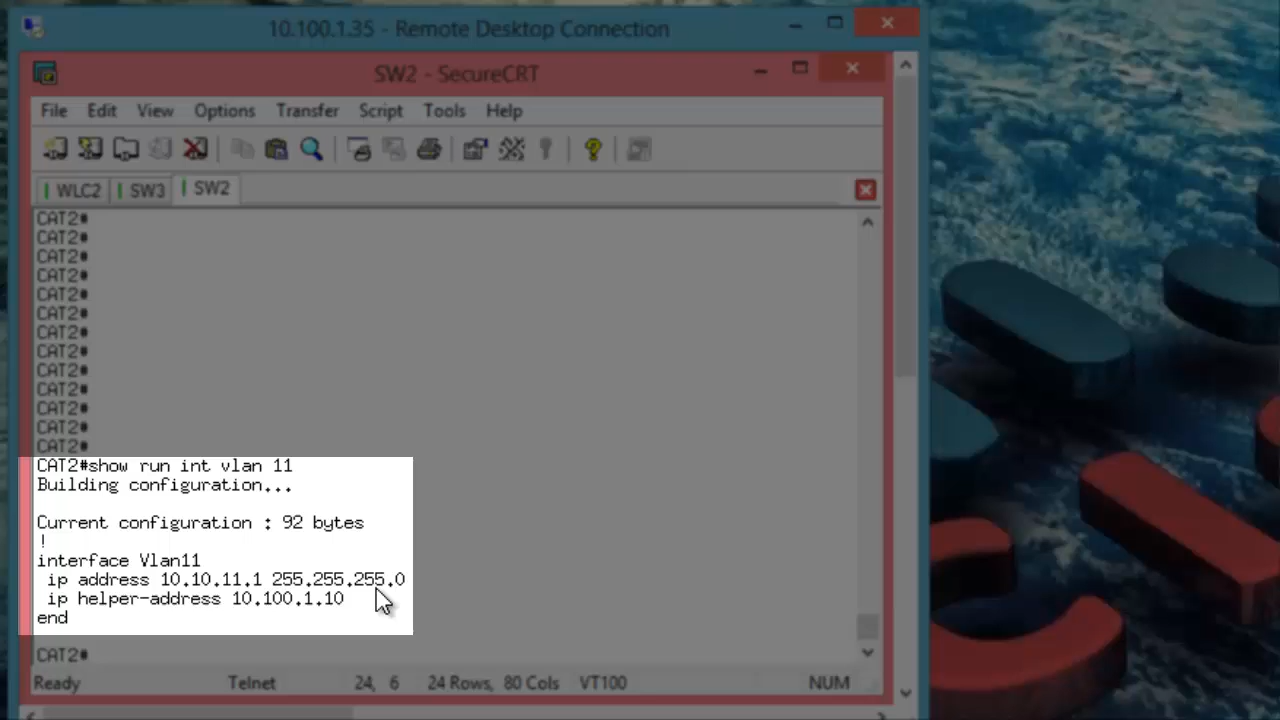 10.100.1.35 - Remote Desktop Connection
SW2 - SecureCRT
File Edit View Options Transfer Script Tools Help
WLC2 SW3 SW2
CAT2#
CAT2#
CAT2#
CAT2#
CAT2#
CAT2#
CAT2#
CAT2#
CAT2#
CAT2#
CAT2#
CAT2#
CAT2#
CAT2#show run int vlan 11
Building configuration...
Current configuration : 92 bytes
!
interface Vlan11
ip address 10.10.11.1 255.255.255.0
ip helper-address 10.100.1.10
end
CAT2#
Ready Telnet 24, 6 24 Rows, 80 Cols VT100 NUM